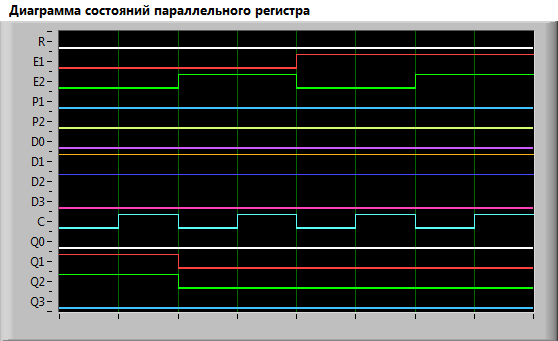 Диаграмма состояний параллельного регистра
R
E1
E2
P1
P2
D0
D1
D2
D3
C
Q0
Q1
Q2
Q3